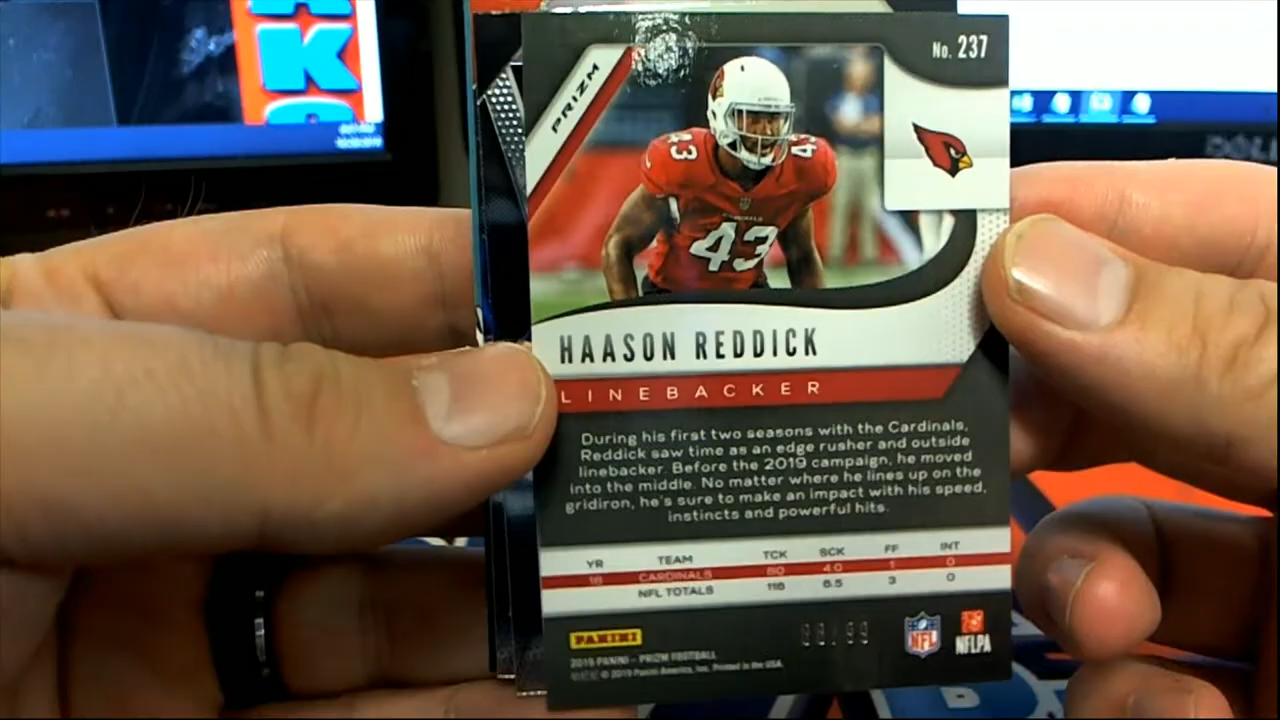 No. 237
PRIZM
43
43
HAASON REDDICK
LINEBACKER
During his first two seasons with the Cardinals,
Reddick saw time as an edge rusher and outside
linebacker. Before the 2019 campaign, he moved
into the middle. No matter where he lines up on the
gridiron, he's sure to make an impact with his speed,
instincts and powerful hits.
YR TEAM TCK SCK FF INT
18 CARDINALS 80 4.0 1 0
NFL TOTALS 116 6.5 3 0
PANINI
NFL
NFLPA
2019 PANINI – PRIZM FOOTBALL
© 2019 Panini America, Inc. Printed in the USA.